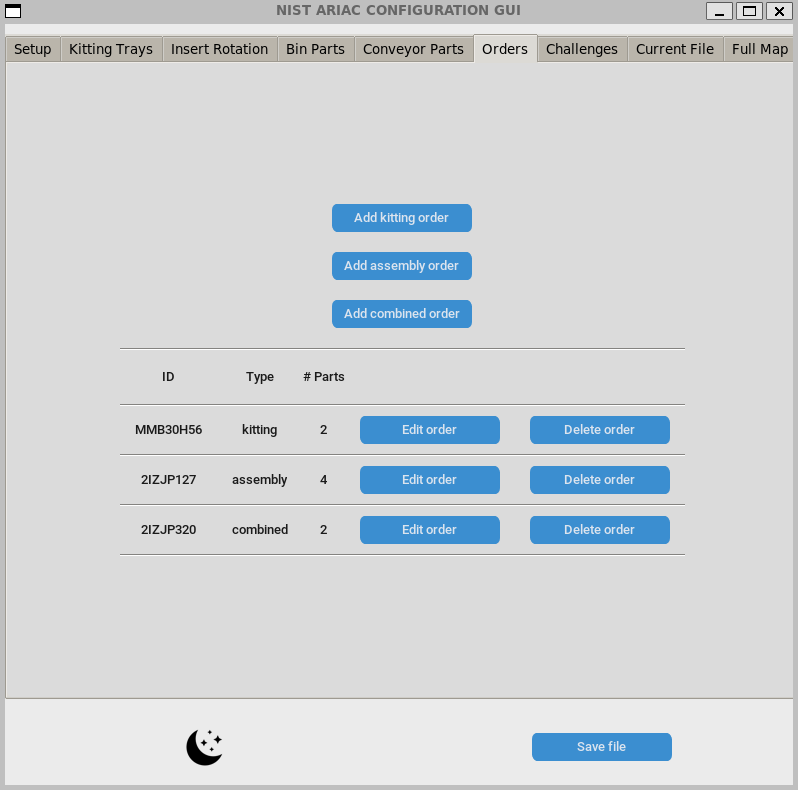 NIST ARIAC CONFIGURATION GUI
Setup Kitting Trays Insert Rotation Bin Parts Conveyor Parts Orders Challenges Current File Full Map
Add kitting order
Add assembly order
Add combined order
ID Type # Parts
MMB30H56 kitting 2 Edit order Delete order
2IZJP127 assembly 4 Edit order Delete order
2IZJP320 combined 2 Edit order Delete order
Save file